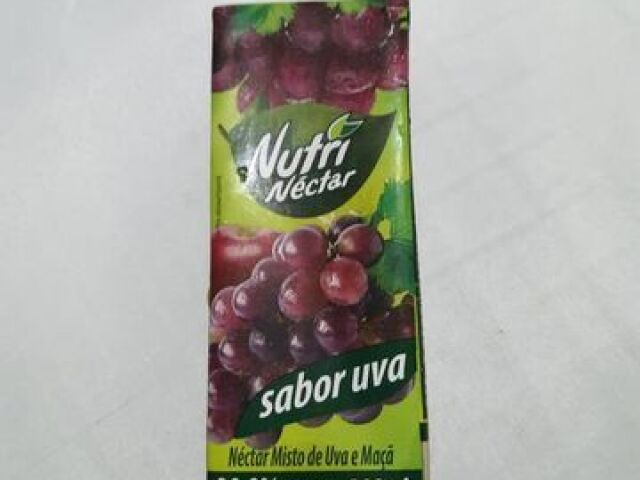 Nutri
Néctar
sabor uva
Néctar Misto de Uva e Maçã